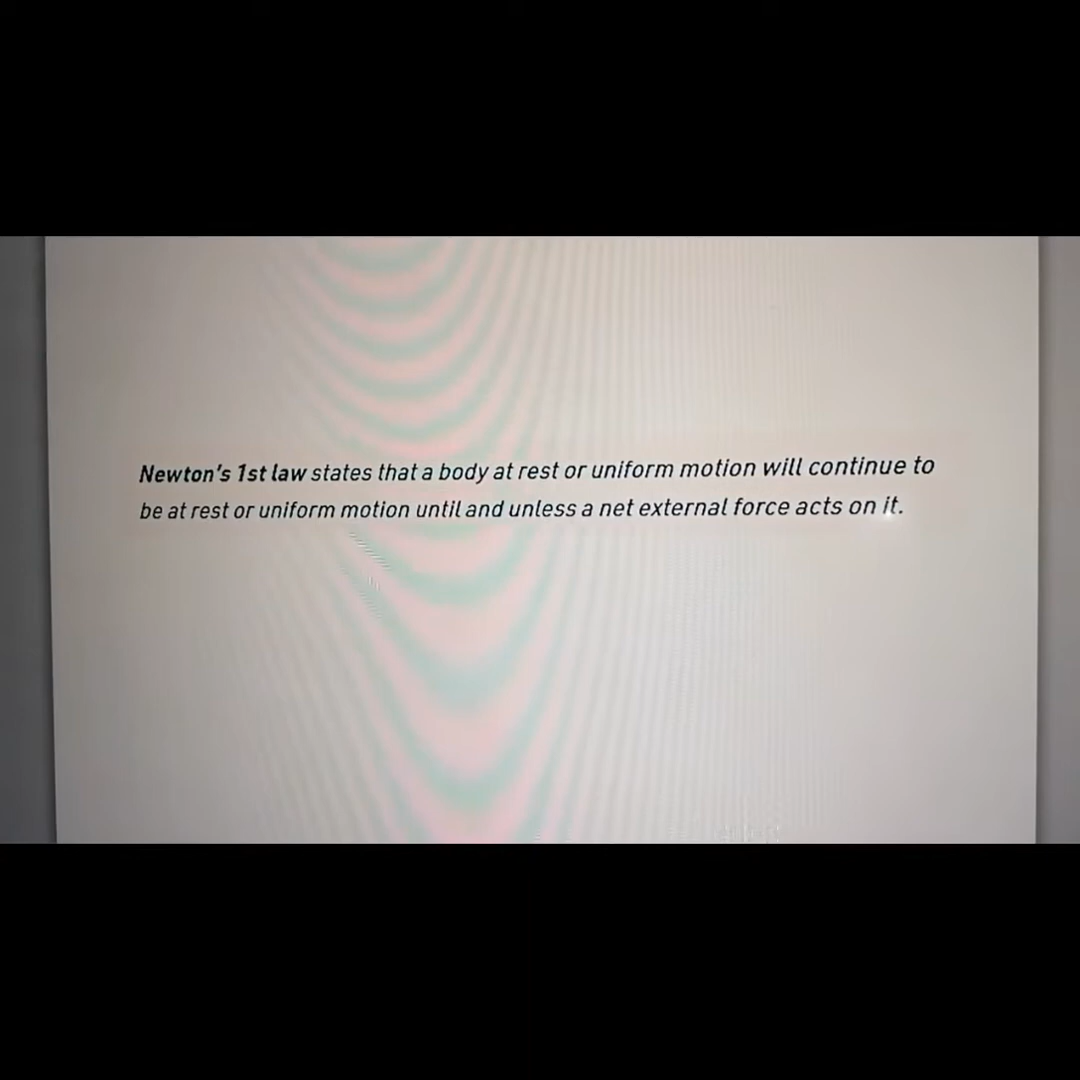 Newton's 1st law states that a body at rest or uniform motion will continue to
be at rest or uniform motion until and unless a net external force acts on it.